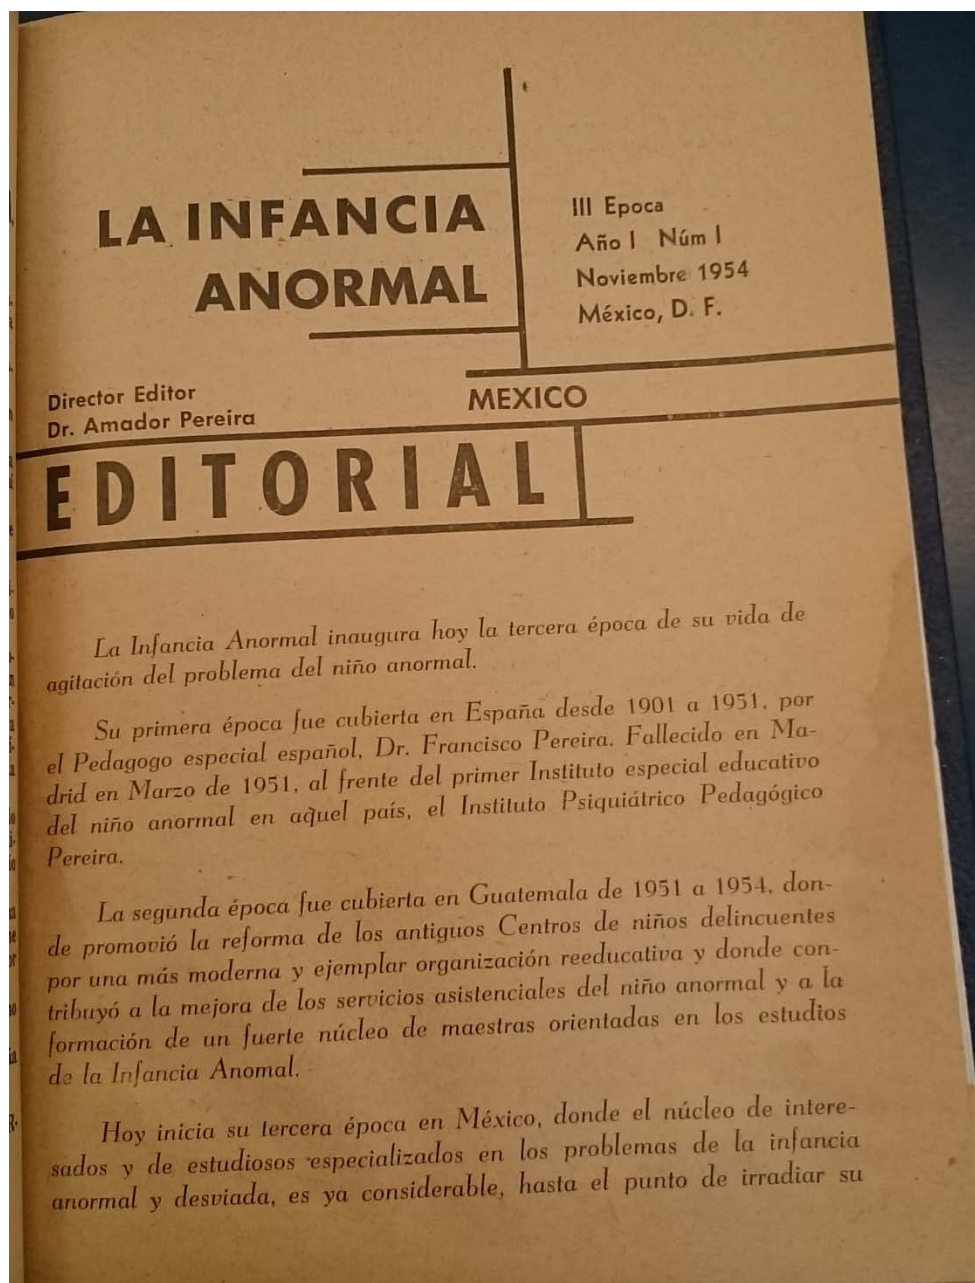 LA INFANCIA
ANORMAL
III Epoca
Año I Núm I
Noviembre 1954
México, D. F.
Director Editor
Dr. Amador Pereira
MEXICO
EDITORIAL
La Infancia Anormal inaugura hoy la tercera época de su vida de
agitación del problema del niño anormal.
Su primera época fue cubierta en España desde 1901 a 1951, por
el Pedagogo especial español, Dr. Francisco Pereira. Fallecido en Ma-
drid en Marzo de 1951, al frente del primer Instituto especial educativo
del niño anormal en aquel país, el Instituto Psiquiátrico Pedagógico
Pereira.
La segunda época fue cubierta en Guatemala de 1951 a 1954, don-
de promovió la reforma de los antiguos Centros de niños delincuentes
por una más moderna y ejemplar organización reeducativa y donde con-
tribuyó a la mejora de los servicios asistenciales del niño anormal y a la
formación de un fuerte núcleo de maestras orientadas en los estudios
de la Infancia Anomal.
Hoy inicia su tercera época en México, donde el núcleo de intere-
sados y de estudiosos especializados en los problemas de la infancia
anormal y desviada, es ya considerable, hasta el punto de irradiar su